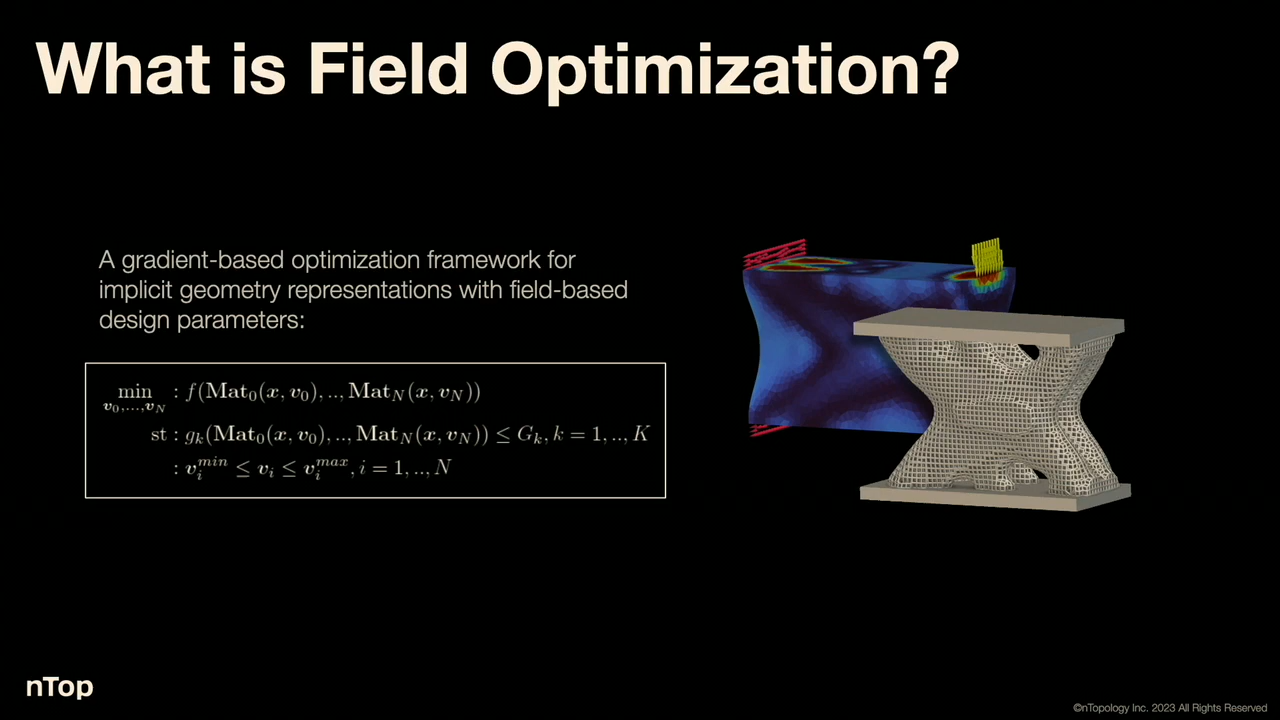 What is Field Optimization?
A gradient-based optimization framework for
implicit geometry representations with field-based
design parameters:
min : f(Mat₀(x, v₀), .., Mat_N(x, v_N))
v₀,...,v_N
st : g_k(Mat₀(x, v₀), .., Mat_N(x, v_N)) ≤ G_k, k = 1, .., K
: v_i^min ≤ v_i ≤ v_i^max, i = 1, .., N
nTop
©nTopology Inc. 2023 All Rights Reserved